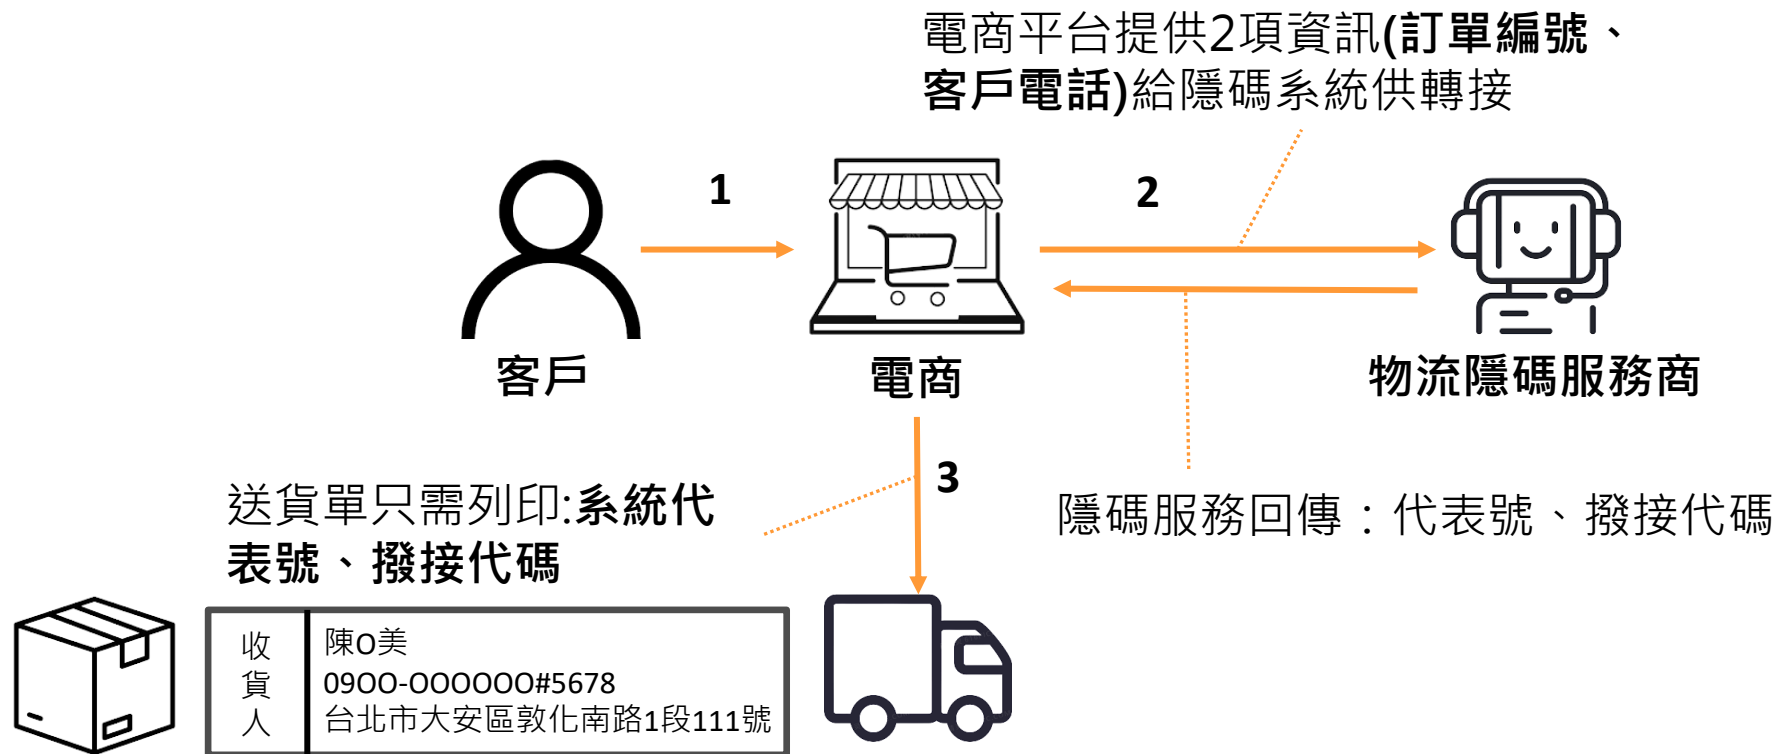 電商平台提供2項資訊(訂單編號、
客戶電話)給隱碼系統供轉接
1
2
客戶
電商
物流隱碼服務商
3
送貨單只需列印:系統代
表號、撥接代碼
隱碼服務回傳：代表號、撥接代碼
收貨人
陳O美
09OO-OOOOOO#5678
台北市大安區敦化南路1段111號